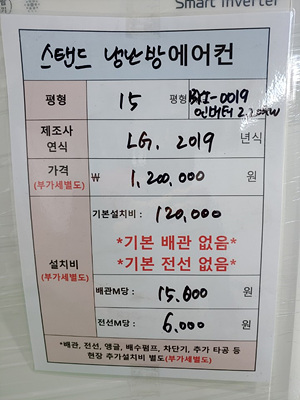 Smart Inverter
스탠드 냉난방에어컨
평형 15 평형
인버터
제조사
연식
LG. 2019 년식
가격
(부가세별도)
₩ 1,200,000 원
기본설치비 : 120,000
*기본 배관 없음*
*기본 전선 없음*
설치비
(부가세별도)
배관M당 : 15,000 원
전선M당 : 6,000 원
*배관, 전선, 앵글, 배수펌프, 차단기, 추가 타공 등
현장 추가설치비 별도(부가세별도)